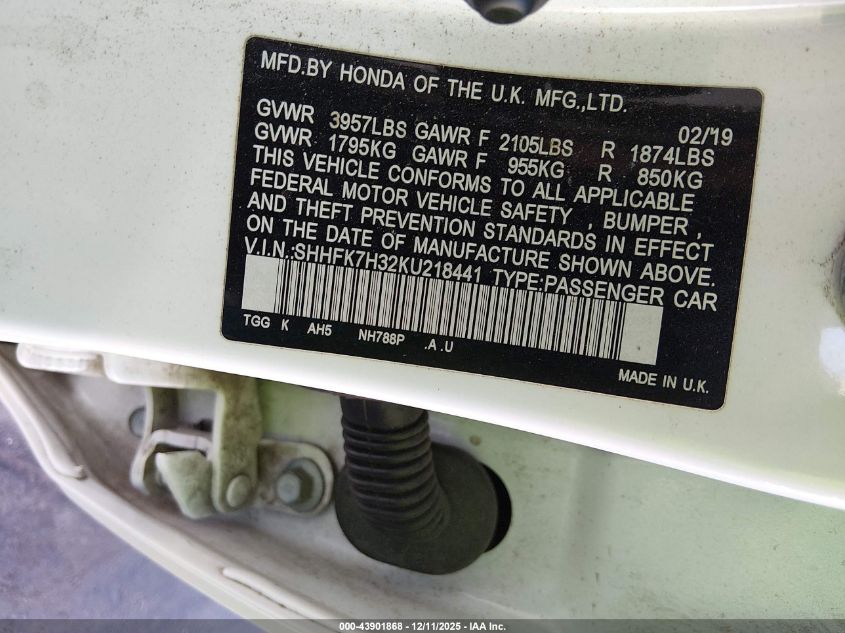 MFD.BY HONDA OF THE U.K. MFG.,LTD.
02/'19
GVWR 3957LBS GAWR F 2105LBS R 1874LBS
GVWR 1795KG GAWR F 955KG R 850KG
THIS VEHICLE CONFORMS TO ALL APPLICABLE
FEDERAL MOTOR VEHICLE SAFETY , BUMPER ,
AND THEFT PREVENTION STANDARDS IN EFFECT
ON THE DATE OF MANUFACTURE SHOWN ABOVE.
V.I.N.:SHHFK7H32KU218441 TYPE:PASSENGER CAR
TGG K AH5 NH788P .A .U
MADE IN U.K.
000-43901868 - 12/11/2025 - IAA Inc.